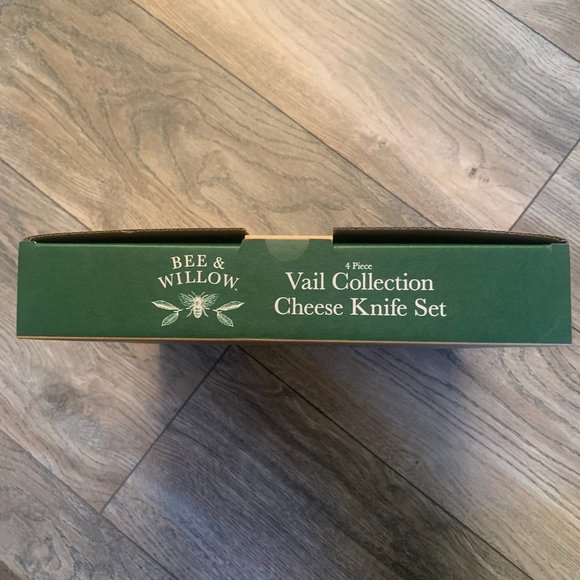 BEE &
WILLOW.
4 Piece
Vail Collection
Cheese Knife Set